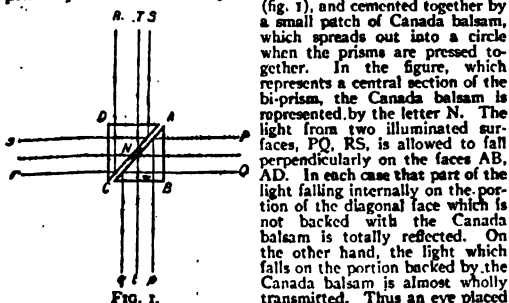 R. T S
D A
s P
N
r Q
C B
q t p
FIG. 1.
(fig. 1), and cemented together by
a small patch of Canada balsam,
which spreads out into a circle
when the prisms are pressed to-
gether. In the figure, which
represents a central section of the
bi-prism, the Canada balsam is
represented by the letter N. The
light from two illuminated sur-
faces, PQ, RS, is allowed to fall
perpendicularly on the faces AB,
AD. In each case that part of the
light falling internally on the por-
tion of the diagonal face which is
not backed with the Canada
balsam is totally reflected. On
the other hand, the light which
falls on the portion backed by the
Canada balsam is almost wholly
transmitted. Thus an eye placed